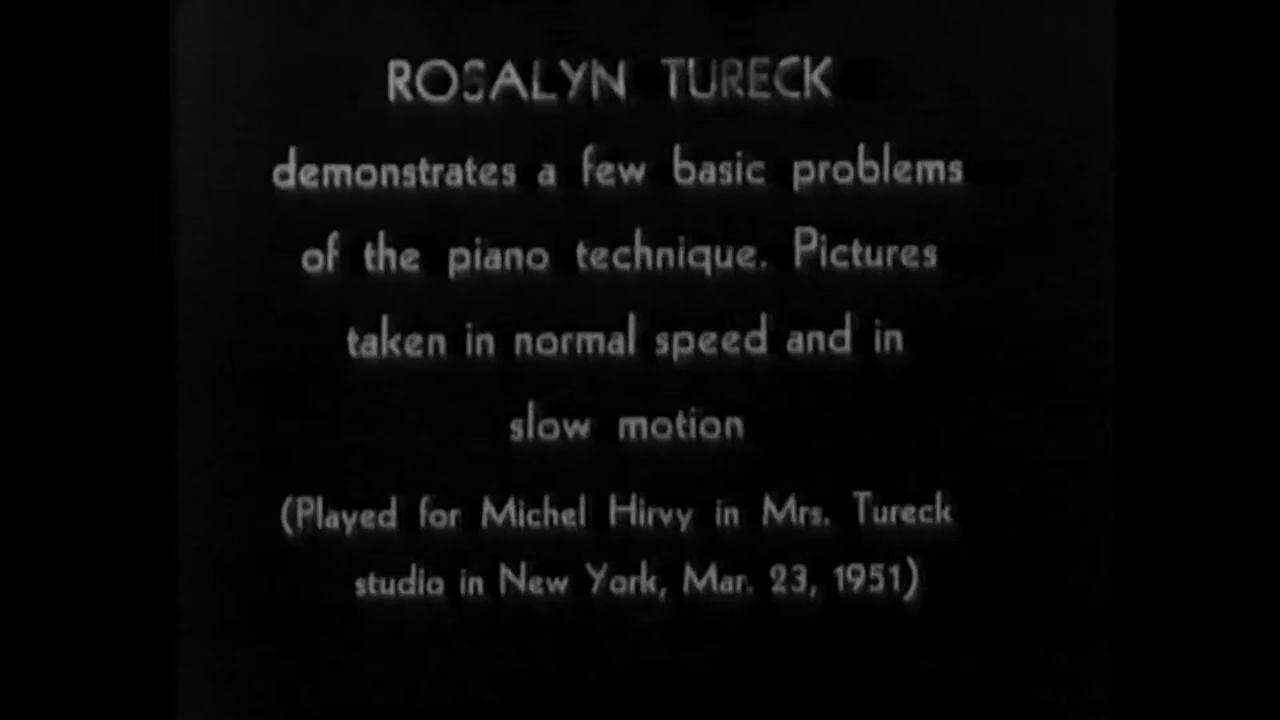 ROSALYN TURECK
demonstrates a few basic problems
of the piano technique. Pictures
taken in normal speed and in
slow motion
(Played for Michel Hirvy in Mrs. Tureck
studio in New York, Mar. 23, 1951)